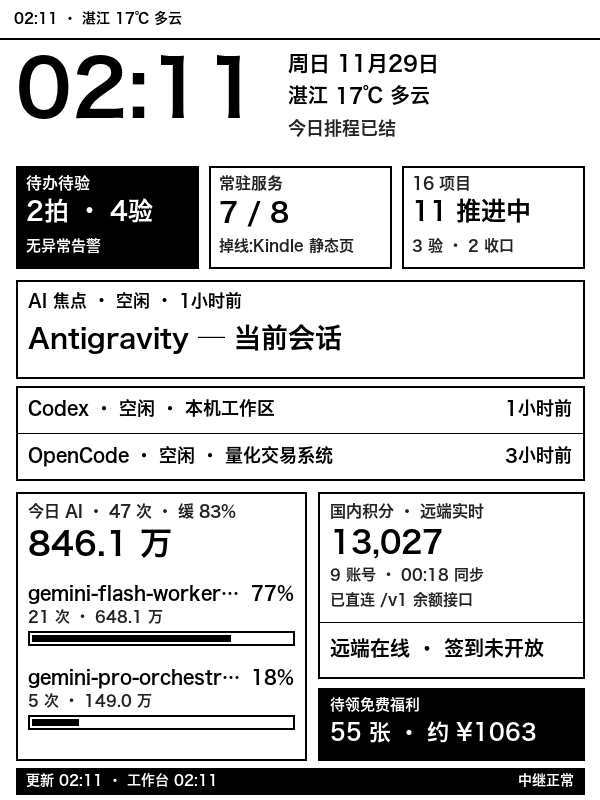 02:11 · 湛江 17℃ 多云
02:11
周日 11月29日
湛江 17℃ 多云
今日排程已结
待办待验
2拍 · 4验
无异常告警
常驻服务
7 / 8
掉线:Kindle 静态页
16 项目
11 推进中
3 验 · 2 收口
AI 焦点 · 空闲 · 1小时前
Antigravity — 当前会话
Codex · 空闲 · 本机工作区 1小时前
OpenCode · 空闲 · 量化交易系统 3小时前
今日 AI · 47 次 · 缓 83%
846.1 万
gemini-flash-worker… 77%
21 次 · 648.1 万
gemini-pro-orchestr… 18%
5 次 · 149.0 万
国内积分 · 远端实时
13,027
9 账号 · 00:18 同步
已直连 /v1 余额接口
远端在线 · 签到未开放
待领免费福利
55 张 · 约 ¥1063
更新 02:11 · 工作台 02:11 中继正常